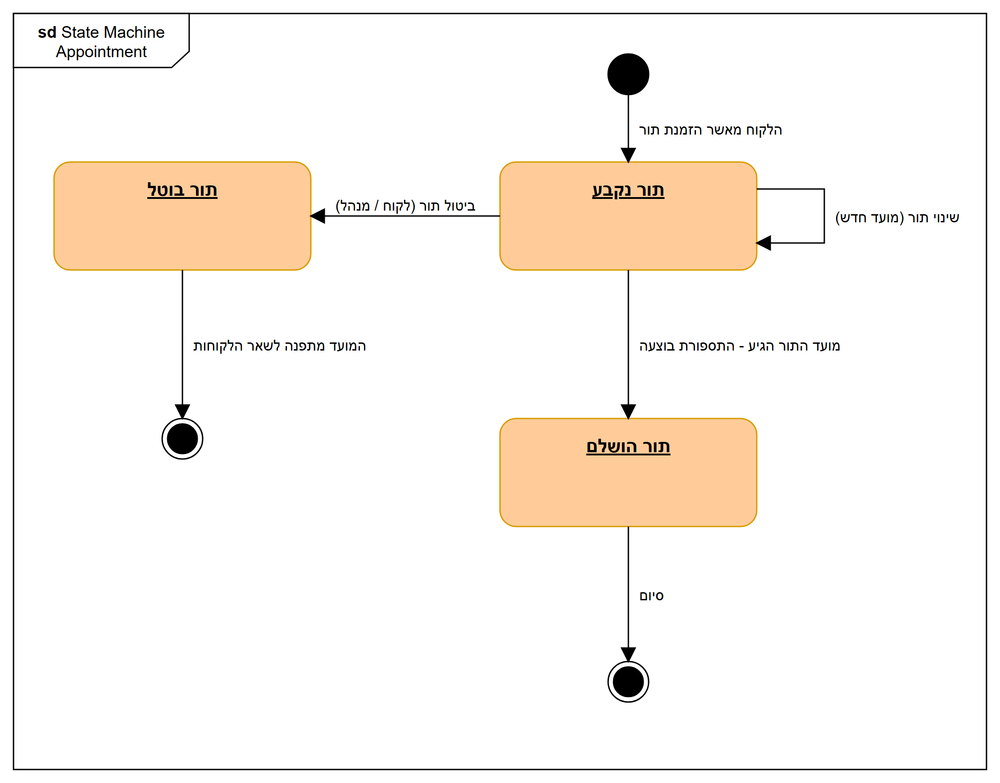 sd State Machine
Appointment
הלקוח מאשר הזמנת תור
תור נקבע
תור בוטל
ביטול תור (לקוח / מנהל)
שינוי תור (מועד חדש)
מועד התור הגיע - התספורת בוצעה
המועד מתפנה לשאר הלקוחות
תור הושלם
סיום